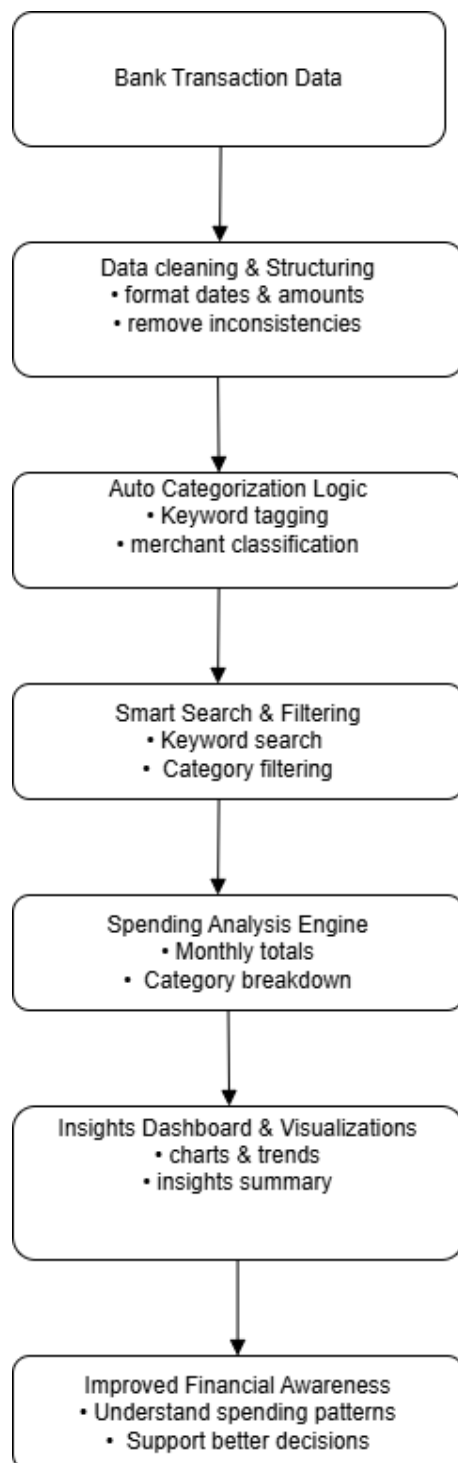 Bank Transaction Data
Data cleaning & Structuring
• format dates & amounts
• remove inconsistencies
Auto Categorization Logic
• Keyword tagging
• merchant classification
Smart Search & Filtering
• Keyword search
• Category filtering
Spending Analysis Engine
• Monthly totals
• Category breakdown
Insights Dashboard & Visualizations
• charts & trends
• insights summary
Improved Financial Awareness
• Understand spending patterns
• Support better decisions